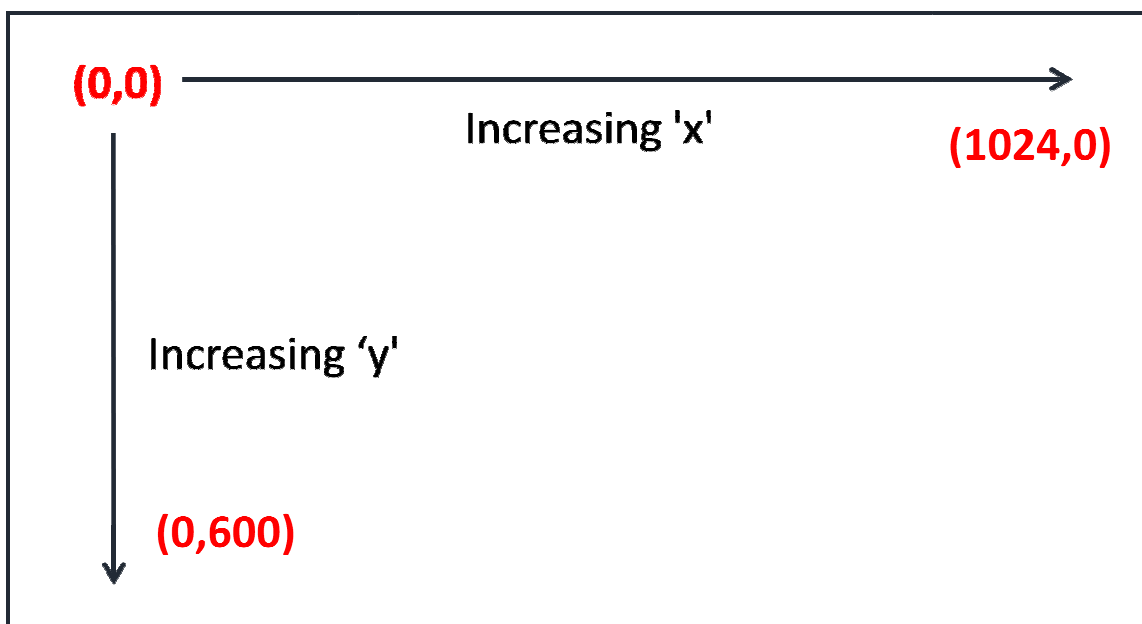 (0,0)
Increasing 'x'
(1024,0)
Increasing ‘y'
(0,600)